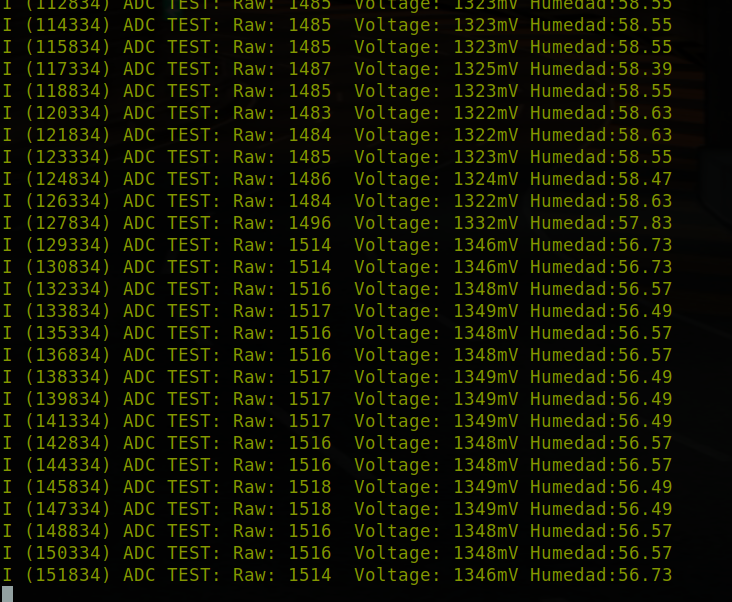 I (112834) ADC TEST: Raw: 1485  Voltage: 1323mV Humedad:58.55
I (114334) ADC TEST: Raw: 1485  Voltage: 1323mV Humedad:58.55
I (115834) ADC TEST: Raw: 1485  Voltage: 1323mV Humedad:58.55
I (117334) ADC TEST: Raw: 1487  Voltage: 1325mV Humedad:58.39
I (118834) ADC TEST: Raw: 1485  Voltage: 1323mV Humedad:58.55
I (120334) ADC TEST: Raw: 1483  Voltage: 1322mV Humedad:58.63
I (121834) ADC TEST: Raw: 1484  Voltage: 1322mV Humedad:58.63
I (123334) ADC TEST: Raw: 1485  Voltage: 1323mV Humedad:58.55
I (124834) ADC TEST: Raw: 1486  Voltage: 1324mV Humedad:58.47
I (126334) ADC TEST: Raw: 1484  Voltage: 1322mV Humedad:58.63
I (127834) ADC TEST: Raw: 1496  Voltage: 1332mV Humedad:57.83
I (129334) ADC TEST: Raw: 1514  Voltage: 1346mV Humedad:56.73
I (130834) ADC TEST: Raw: 1514  Voltage: 1346mV Humedad:56.73
I (132334) ADC TEST: Raw: 1516  Voltage: 1348mV Humedad:56.57
I (133834) ADC TEST: Raw: 1517  Voltage: 1349mV Humedad:56.49
I (135334) ADC TEST: Raw: 1516  Voltage: 1348mV Humedad:56.57
I (136834) ADC TEST: Raw: 1516  Voltage: 1348mV Humedad:56.57
I (138334) ADC TEST: Raw: 1517  Voltage: 1349mV Humedad:56.49
I (139834) ADC TEST: Raw: 1517  Voltage: 1349mV Humedad:56.49
I (141334) ADC TEST: Raw: 1517  Voltage: 1349mV Humedad:56.49
I (142834) ADC TEST: Raw: 1516  Voltage: 1348mV Humedad:56.57
I (144334) ADC TEST: Raw: 1516  Voltage: 1348mV Humedad:56.57
I (145834) ADC TEST: Raw: 1518  Voltage: 1349mV Humedad:56.49
I (147334) ADC TEST: Raw: 1518  Voltage: 1349mV Humedad:56.49
I (148834) ADC TEST: Raw: 1516  Voltage: 1348mV Humedad:56.57
I (150334) ADC TEST: Raw: 1516  Voltage: 1348mV Humedad:56.57
I (151834) ADC TEST: Raw: 1514  Voltage: 1346mV Humedad:56.73